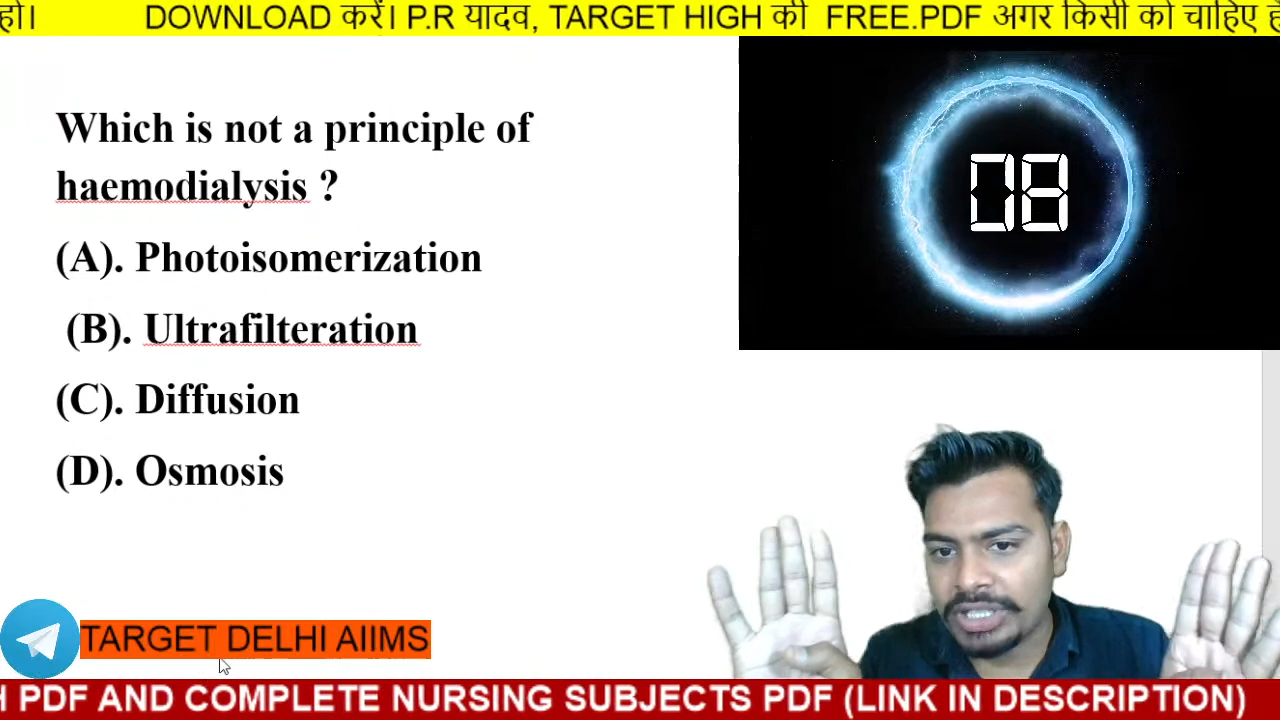 हो। DOWNLOAD करें। P.R यादव, TARGET HIGH की FREE.PDF अगर किसी को चाहिए
Which is not a principle of
haemodialysis ?
(A). Photoisomerization
(B). Ultrafilteration
(C). Diffusion
(D). Osmosis
08
TARGET DELHI AIIMS
H PDF AND COMPLETE NURSING SUBJECTS PDF (LINK IN DESCRIPTION)